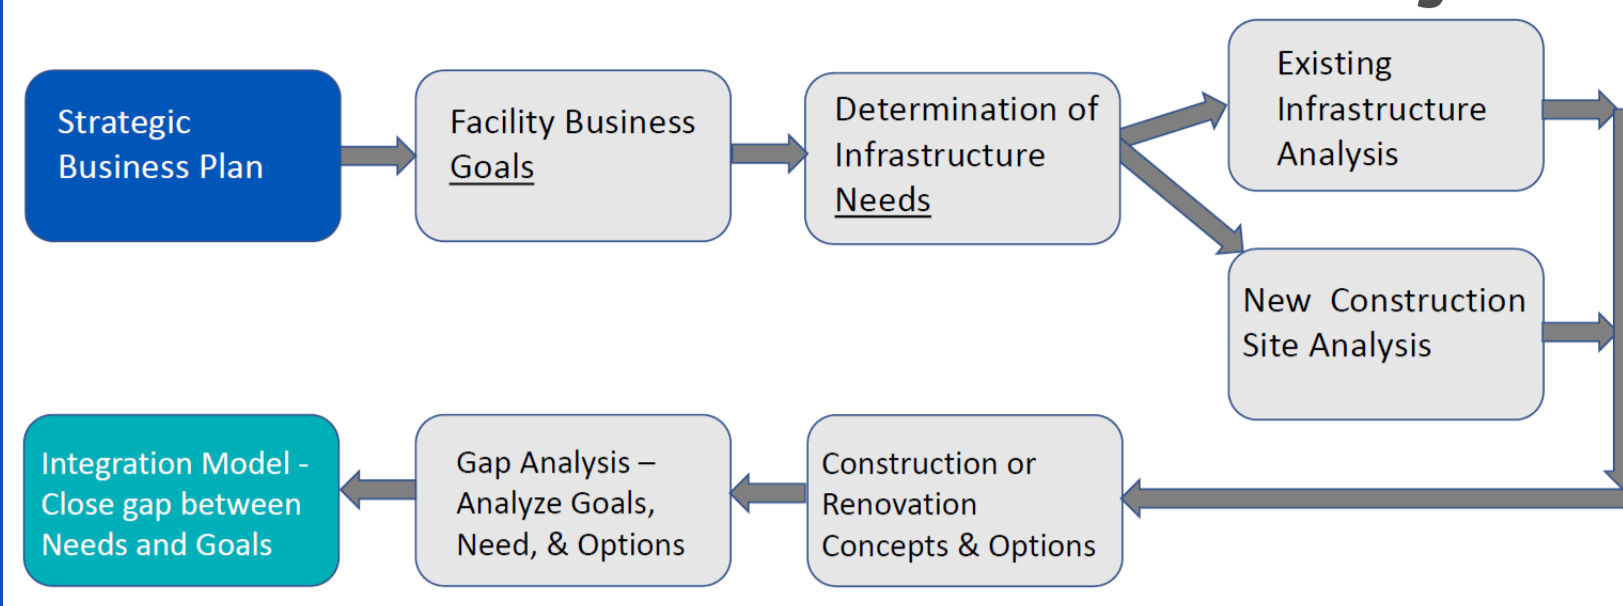 Strategic
Business Plan
Facility Business
Goals
Determination of
Infrastructure
Needs
Existing
Infrastructure
Analysis
New Construction
Site Analysis
Integration Model -
Close gap between
Needs and Goals
Gap Analysis –
Analyze Goals,
Need, & Options
Construction or
Renovation
Concepts & Options